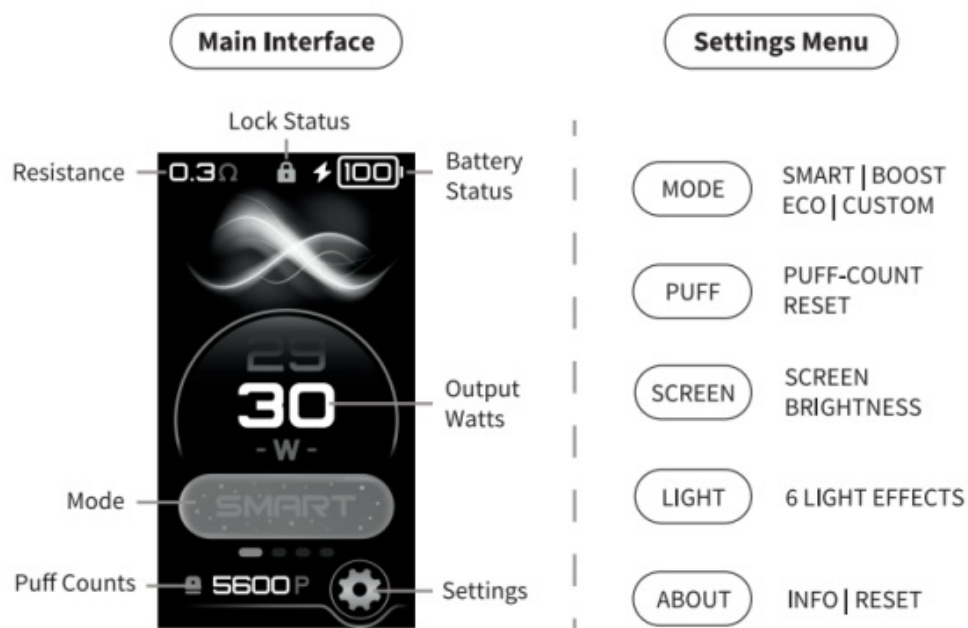 Main Interface
Lock Status
Resistance
0.3Ω
100
Battery
Status
29
30
Output
Watts
- W -
Mode
SMART
Puff Counts
5600 P
Settings
Settings Menu
MODE
SMART | BOOST
ECO | CUSTOM
PUFF
PUFF-COUNT
RESET
SCREEN
SCREEN
BRIGHTNESS
LIGHT
6 LIGHT EFFECTS
ABOUT
INFO | RESET